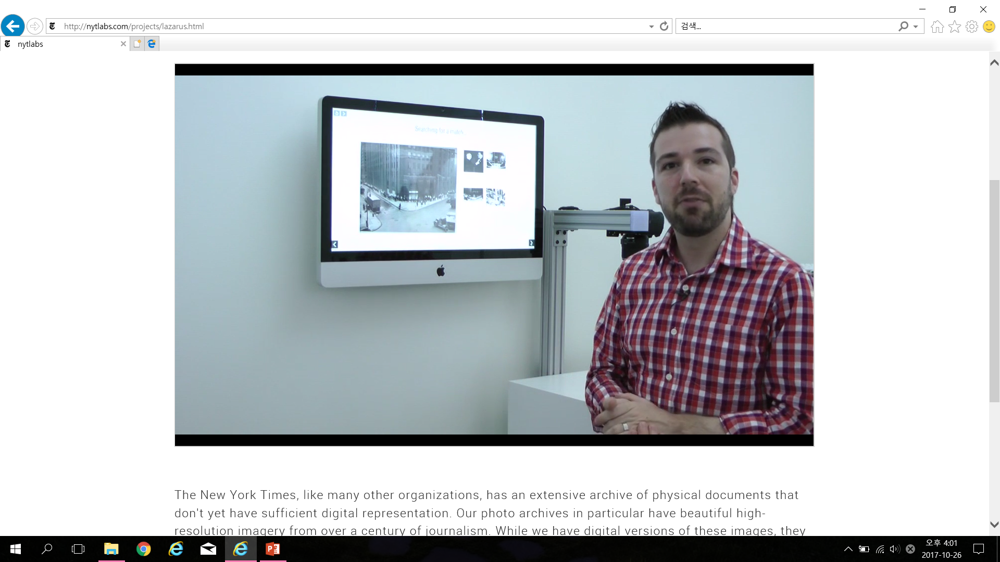 http://nytlabs.com/projects/lazarus.html
검색...
nytlabs
Searching for a match
The New York Times, like many other organizations, has an extensive archive of physical documents that
don't yet have sufficient digital representation. Our photo archives in particular have beautiful high-
resolution imagery from over a century of journalism. While we have digital versions of these images, they
오후 4:01
2017-10-26